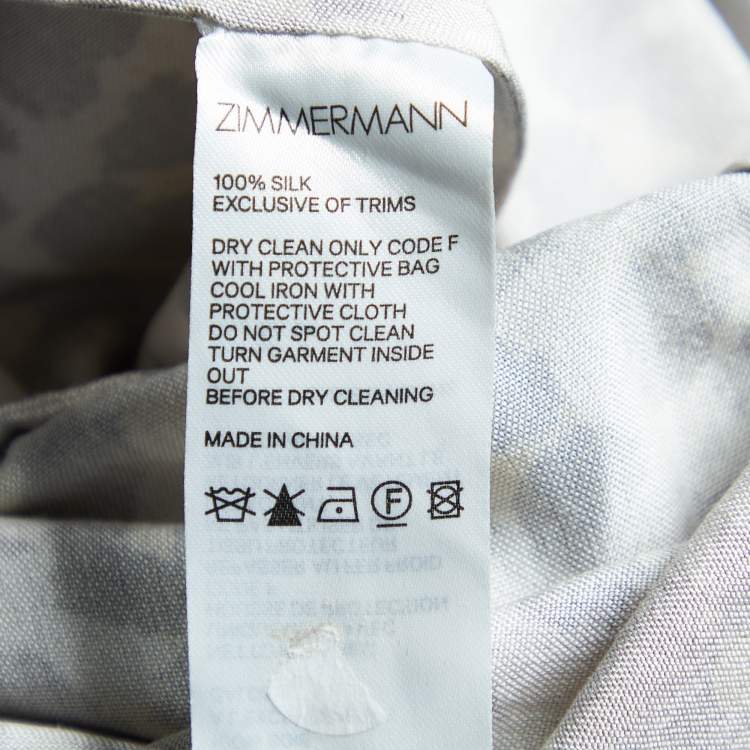 ZIMMERMANN
100% SILK
EXCLUSIVE OF TRIMS
DRY CLEAN ONLY CODE F
WITH PROTECTIVE BAG
COOL IRON WITH
PROTECTIVE CLOTH
DO NOT SPOT CLEAN
TURN GARMENT INSIDE
OUT
BEFORE DRY CLEANING
MADE IN CHINA
F